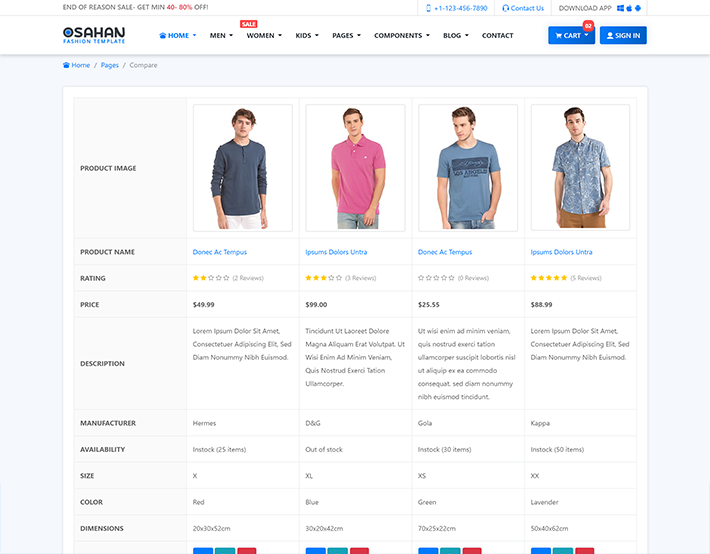 END OF REASON SALE- GET MIN 40- 80% OFF!
+1-123-456-7890
Contact Us
DOWNLOAD APP
OSAHAN
FASHION TEMPLATE
HOME
MEN
SALE
WOMEN
KIDS
PAGES
COMPONENTS
BLOG
CONTACT
CART
02
SIGN IN
Home / Pages / Compare
PRODUCT IMAGE
LOS ANGELES
PRODUCT NAME Donec Ac Tempus Ipsums Dolors Untra Donec Ac Tempus Ipsums Dolors Untra
RATING (2 Reviews) (3 Reviews) (0 Reviews) (5 Reviews)
PRICE $49.99 $99.00 $25.55 $88.99
DESCRIPTION
Lorem Ipsum Dolor Sit Amet,
Consectetuer Adipiscing Elit, Sed
Diam Nonummy Nibh Euismod.
Tincidunt Ut Laoreet Dolore
Magna Aliquam Erat Volutpat. Ut
Wisi Enim Ad Minim Veniam,
Quis Nostrud Exerci Tation
Ullamcorper.
Ut wisi enim ad minim veniam,
quis nostrud exerci tation
ullamcorper suscipit lobortis nisl
ut aliquip ex ea commodo
consequat. sed diam nonummy
nibh euismod tincidunt.
Lorem Ipsum Dolor Sit Amet,
Consectetuer Adipiscing Elit, Sed
Diam Nonummy Nibh Euismod.
MANUFACTURER Hermes D&G Gola Kappa
AVAILABILITY Instock (25 items) Out of stock Instock (30 items) Instock (50 items)
SIZE X XL XS XX
COLOR Red Blue Green Lavender
DIMENSIONS 20x30x52cm 30x20x42cm 70x25x22cm 50x40x62cm